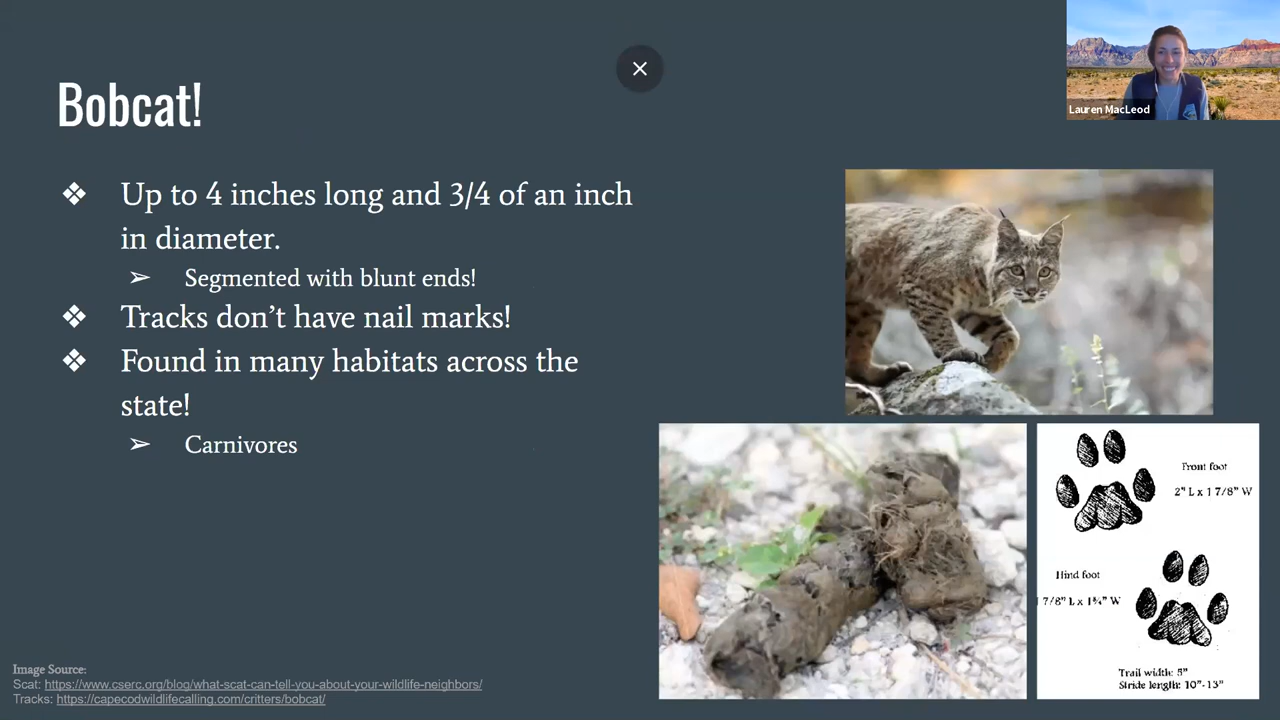 Bobcat!
Lauren MacLeod
❖ Up to 4 inches long and 3/4 of an inch
in diameter.
➢ Segmented with blunt ends!
❖ Tracks don’t have nail marks!
❖ Found in many habitats across the
state!
➢ Carnivores
Front foot
2" L x 1 7/8" W
Hind foot
7/8" L x 1¾" W
Trail width: 5"
Stride length: 10"-13"
Image Source:
Scat: https://www.cserc.org/blog/what-scat-can-tell-you-about-your-wildlife-neighbors/
Tracks: https://capecodwildlifecalling.com/critters/bobcat/